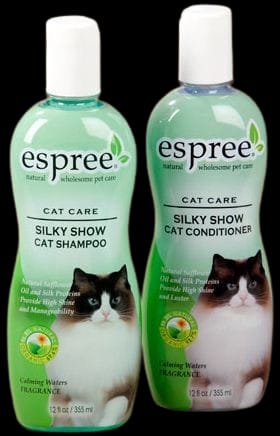 espree
natural wholesome pet care
CAT CARE
SILKY SHOW
CAT SHAMPOO
Natural Safflower
Oil and Silk Proteins
Provide High Shine
and Manageability
Calming Waters
FRAGRANCE
12 fl oz / 355 ml
espree
natural wholesome pet care
CAT CARE
SILKY SHOW
CAT CONDITIONER
Natural Safflower
Oil and Silk Proteins
Provide High Shine
and Luster
Calming Waters
FRAGRANCE
12 fl oz / 355 ml